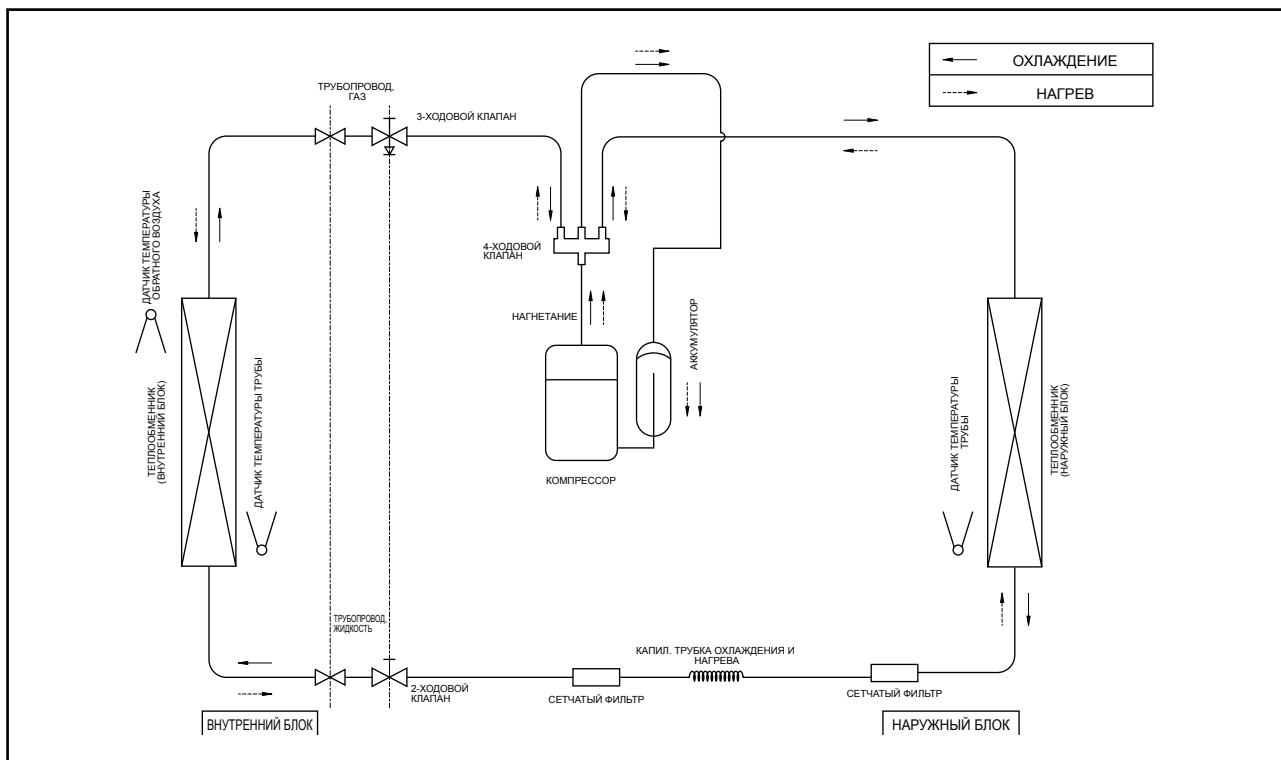 ОХЛАЖДЕНИЕ
НАГРЕВ
ТРУБОПРОВОД,
ГАЗ
3-ХОДОВОЙ КЛАПАН
ДАТЧИК ТЕМПЕРАТУРЫ
ОБРАТНОГО ВОЗДУХА
4-ХОДОВОЙ
КЛАПАН
НАГНЕТАНИЕ
АККУМУЛЯТОР
ТЕПЛООБМЕННИК
(ВНУТРЕННИЙ БЛОК)
ДАТЧИК ТЕМПЕРАТУРЫ ТРУБЫ
КОМПРЕССОР
ДАТЧИК ТЕМПЕРАТУРЫ
ТРУБЫ
ТЕПЛООБМЕННИК
(НАРУЖНЫЙ БЛОК)
ТРУБОПРОВОД,
ЖИДКОСТЬ
2-ХОДОВОЙ
КЛАПАН
СЕТЧАТЫЙ ФИЛЬТР
КАПИЛ. ТРУБКА ОХЛАЖДЕНИЯ И
НАГРЕВА
СЕТЧАТЫЙ ФИЛЬТР
ВНУТРЕННИЙ БЛОК
НАРУЖНЫЙ БЛОК